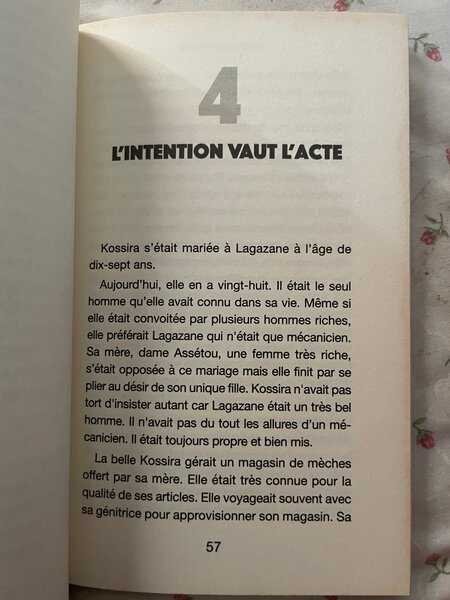 4
L'INTENTION VAUT L'ACTE
Kossira s'était mariée à Lagazane à l'âge de
dix-sept ans.
Aujourd'hui, elle en a vingt-huit. Il était le seul
homme qu'elle avait connu dans sa vie. Même si
elle était convoitée par plusieurs hommes riches,
elle préférait Lagazane qui n'était que mécanicien.
Sa mère, dame Assétou, une femme très riche,
s'était opposée à ce mariage mais elle finit par se
plier au désir de son unique fille. Kossira n'avait pas
tort d'insister autant car Lagazane était un très bel
homme. Il n'avait pas du tout les allures d'un mé-
canicien. Il était toujours propre et bien mis.
La belle Kossira gérait un magasin de mèches
offert par sa mère. Elle était très connue pour la
qualité de ses articles. Elle voyageait souvent avec
sa génitrice pour approvisionner son magasin. Sa
57